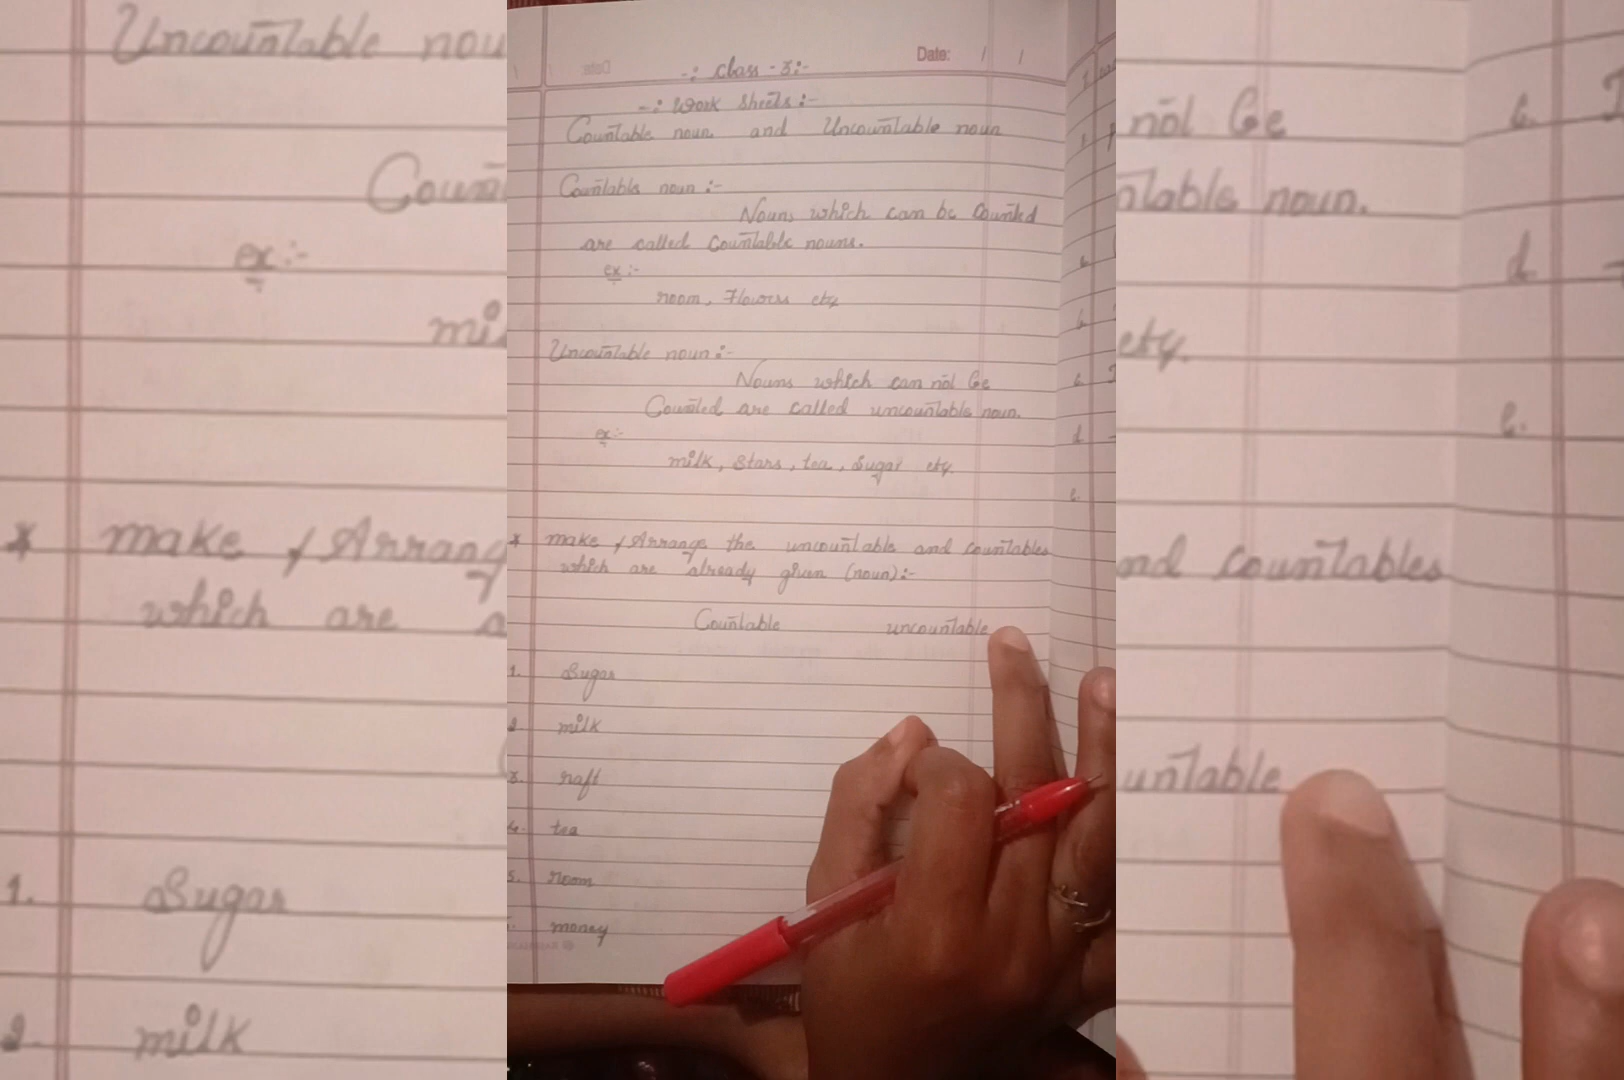 Date: / /
-: Class - 3:-
-: Work Sheets :-
Countable noun and Uncountable noun
Countable noun :-
Nouns which can be Counted
are called Countable nouns.
ex :-
room, Flowers etc,
Uncountable noun :-
Nouns which can not be
Counted are called uncountable noun.
ex :-
milk, Stars, tea, Sugar etc,
* make / Arrange the uncountable and countables
which are already given (noun) :-
Countable uncountable
1. Sugar
2. milk
3. raft
4. tea
5. room
money